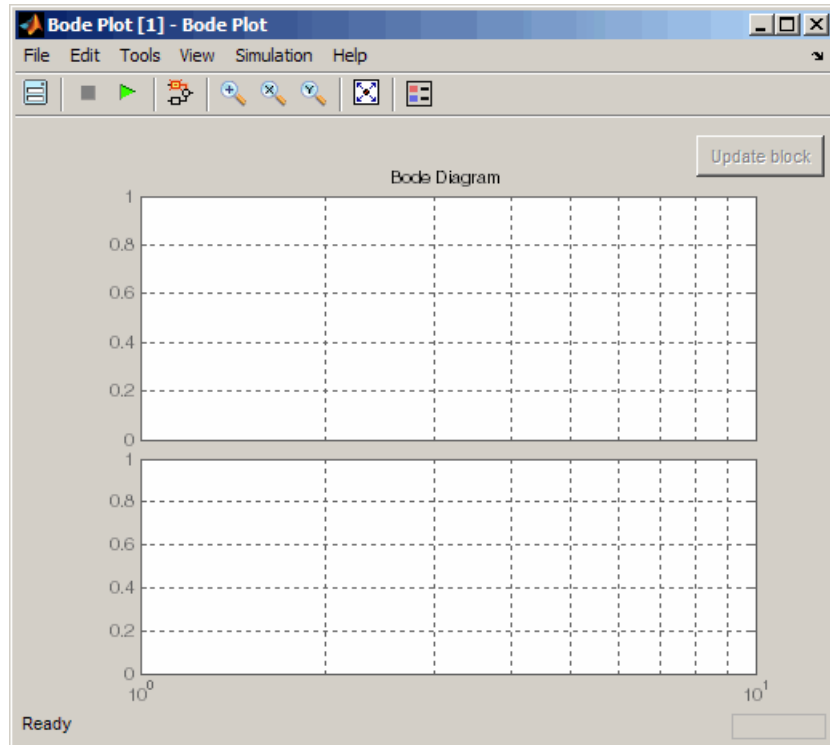 Bode Plot [1] - Bode Plot
File Edit Tools View Simulation Help
Update block
Bode Diagram
1
0.8
0.6
0.4
0.2
0
1
0.8
0.6
0.4
0.2
0
10^0 10^1
Ready